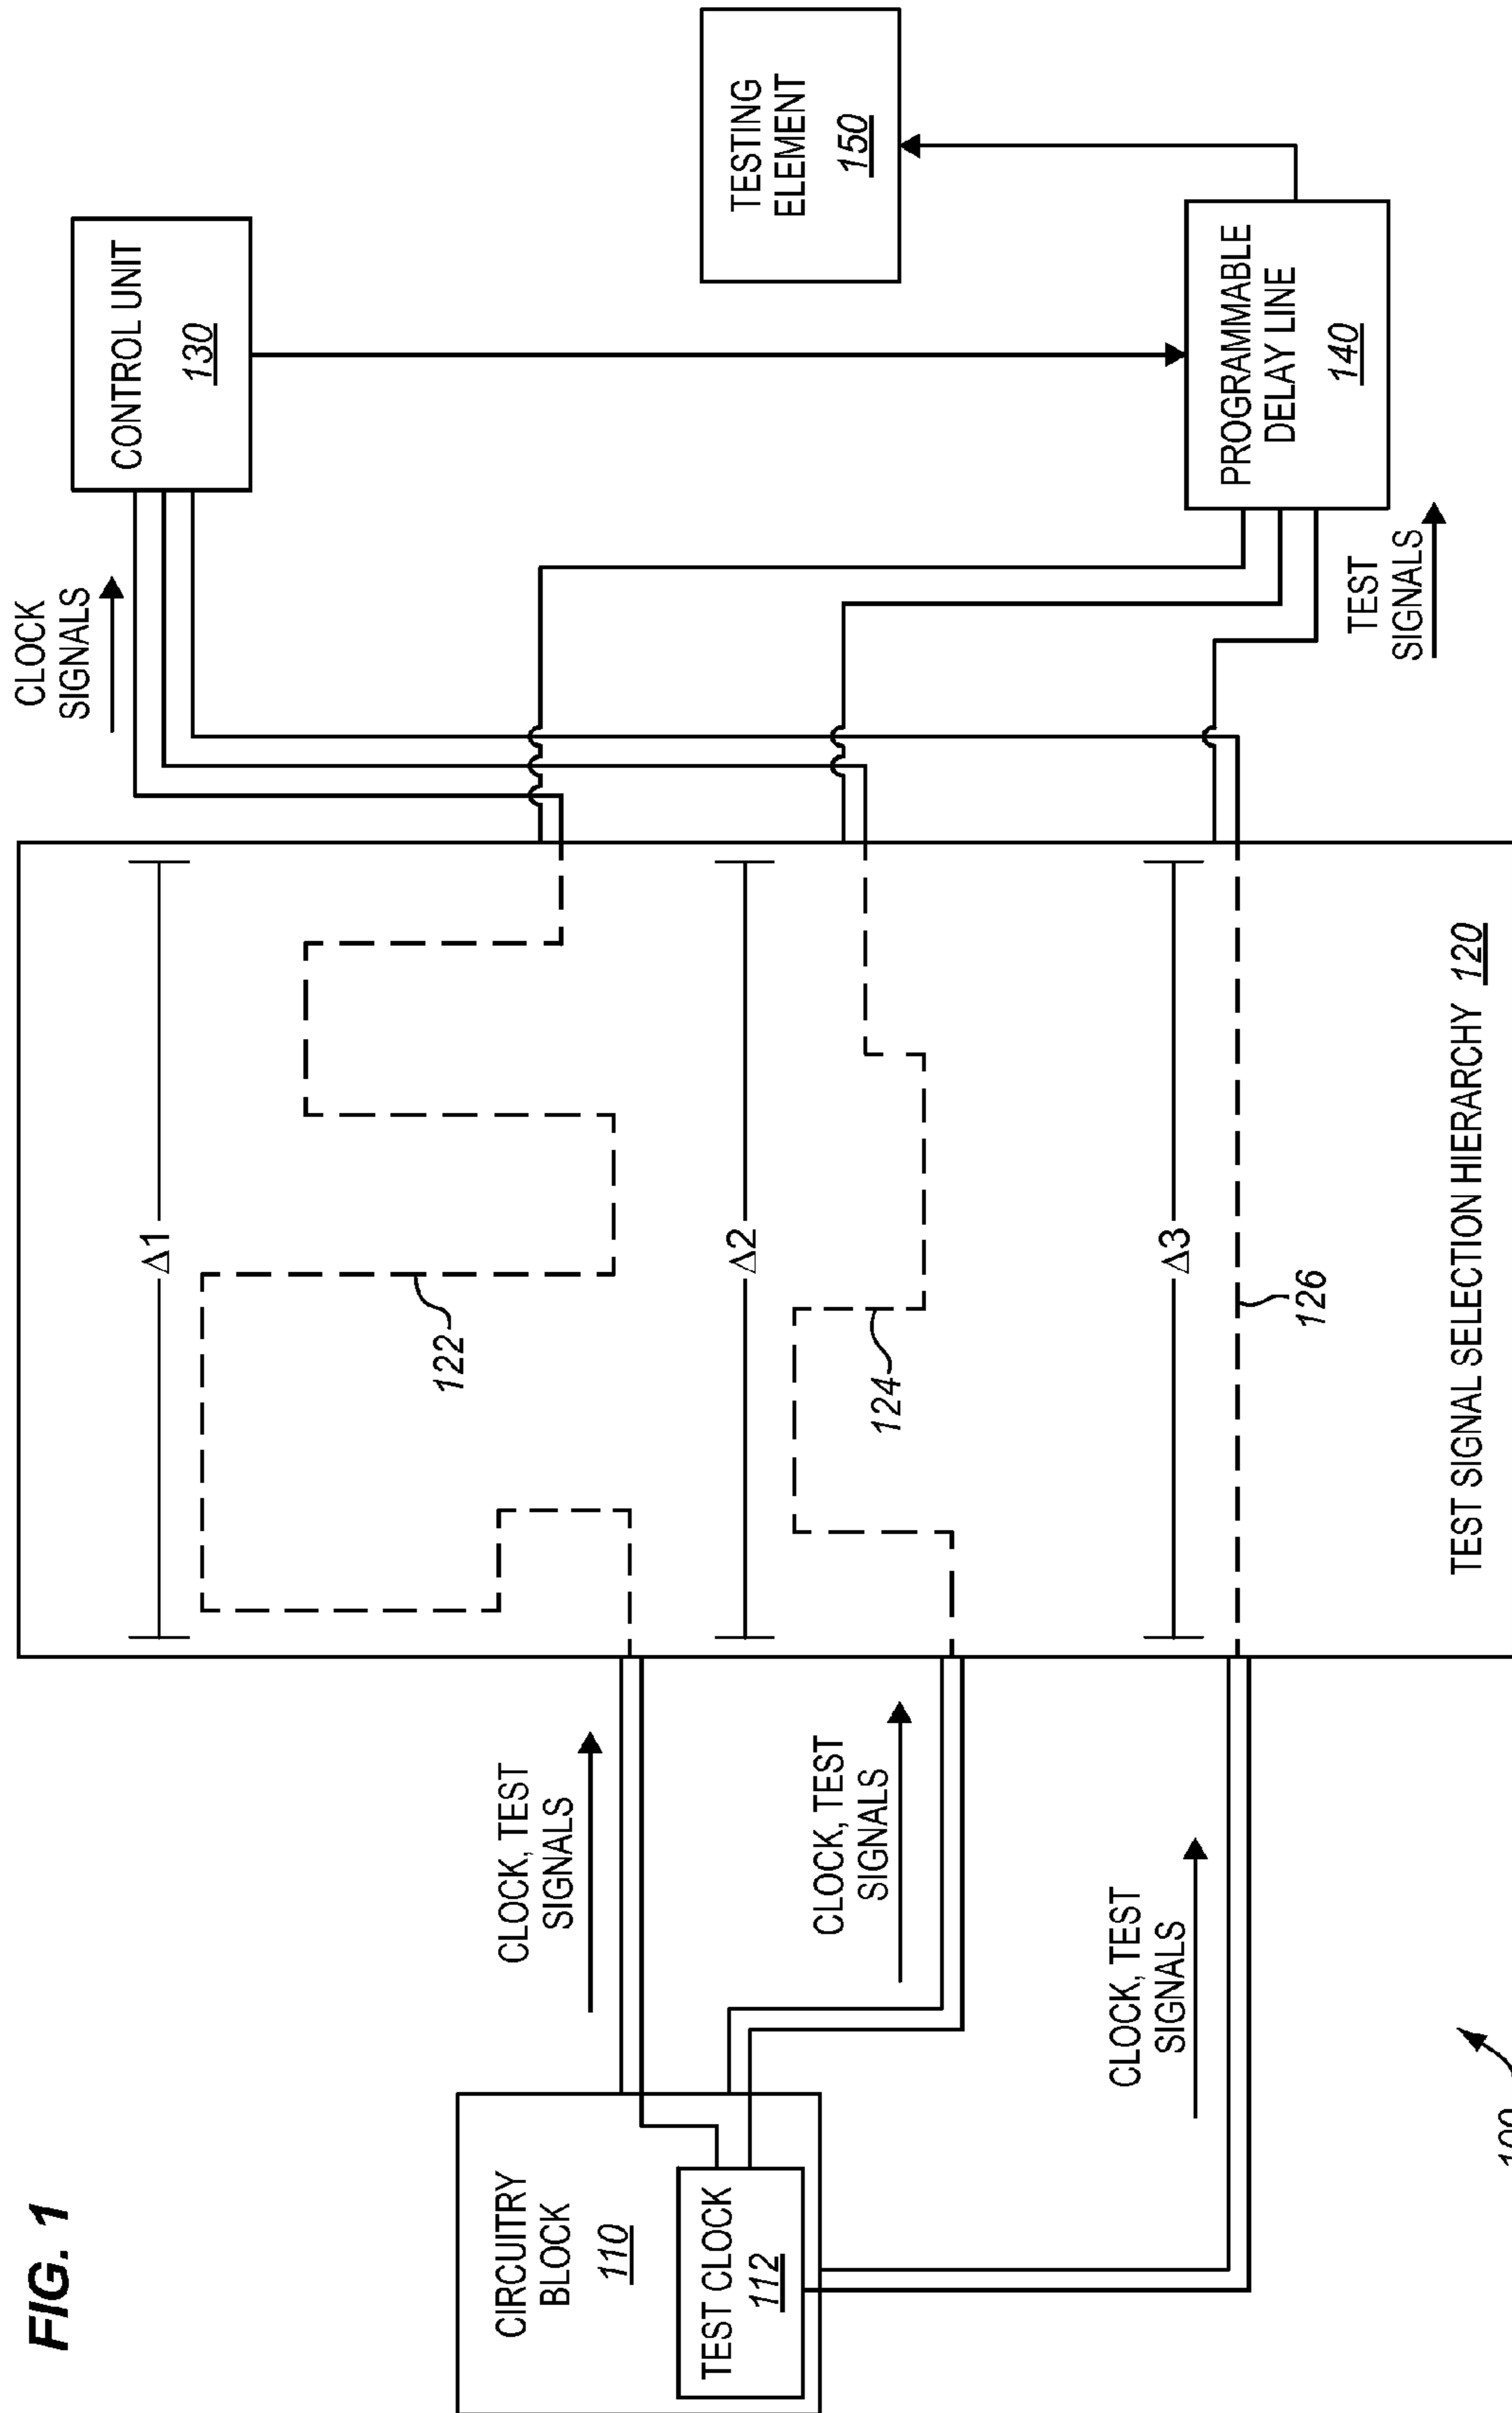 FIG. 1
CIRCUITRY
BLOCK
110
TEST CLOCK
112
CLOCK, TEST
SIGNALS
CLOCK, TEST
SIGNALS
CLOCK, TEST
SIGNALS
Δ1
122
Δ2
124
Δ3
126
TEST SIGNAL SELECTION HIERARCHY 120
CLOCK
SIGNALS
CONTROL UNIT
130
TESTING
ELEMENT
150
PROGRAMMABLE
DELAY LINE
140
TEST
SIGNALS